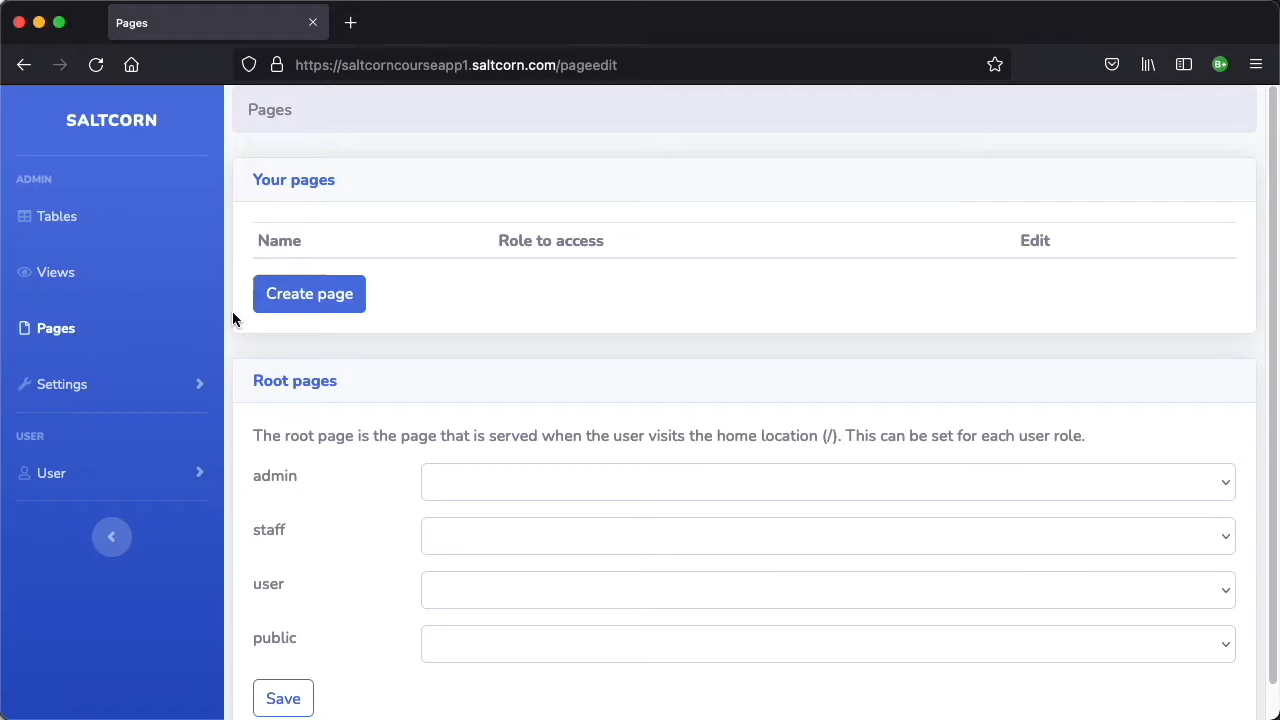 Pages
https://saltcorncourseapp1.saltcorn.com/pageedit
B+
SALTCORN
ADMIN
Tables
Views
Pages
Settings
USER
User
Pages
Your pages
Name Role to access Edit
Create page
Root pages
The root page is the page that is served when the user visits the home location (/). This can be set for each user role.
admin
staff
user
public
Save